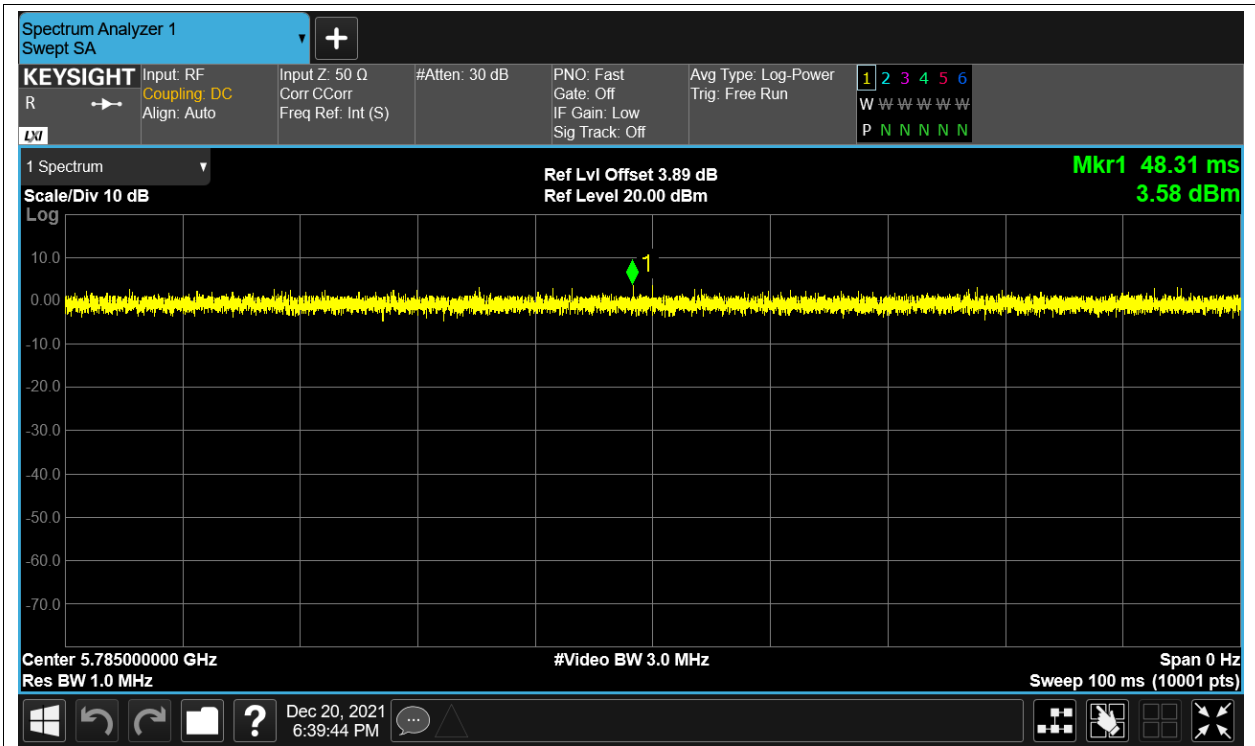 Spectrum Analyzer 1
Swept SA
KEYSIGHT
R
LXI
Input: RF
Coupling: DC
Align: Auto
Input Z: 50 Ω
Corr CCorr
Freq Ref: Int (S)
#Atten: 30 dB
PNO: Fast
Gate: Off
IF Gain: Low
Sig Track: Off
Avg Type: Log-Power
Trig: Free Run
1 2 3 4 5 6
W W W W W W
P N N N N N
1 Spectrum
Scale/Div 10 dB
Log
Ref Lvl Offset 3.89 dB
Ref Level 20.00 dBm
Mkr1 48.31 ms
3.58 dBm
1
10.0
0.00
-10.0
-20.0
-30.0
-40.0
-50.0
-60.0
-70.0
Center 5.785000000 GHz
Res BW 1.0 MHz
#Video BW 3.0 MHz
Span 0 Hz
Sweep 100 ms (10001 pts)
?
Dec 20, 2021
6:39:44 PM